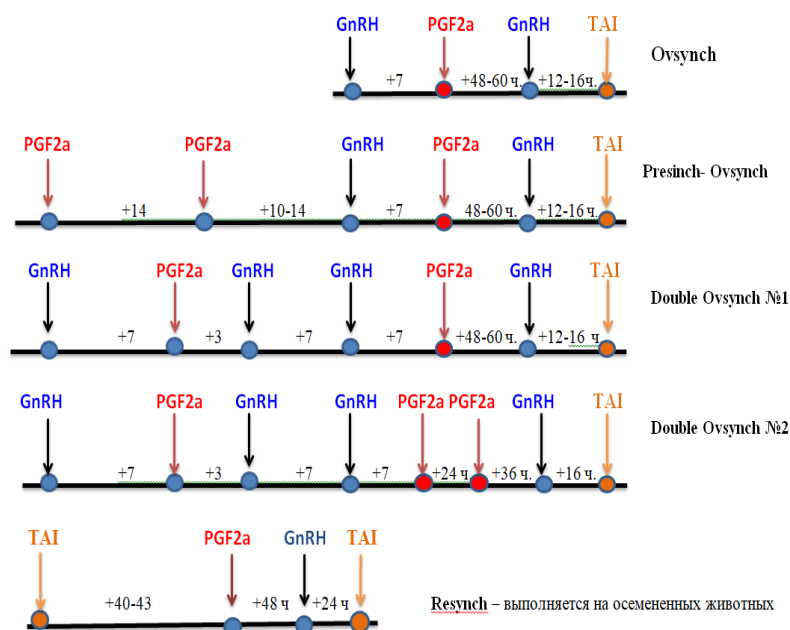 GnRH PGF2a GnRH TAI
Ovsynch
+7 +48-60 ч. +12-16ч.
PGF2a PGF2a GnRH PGF2a GnRH TAI
Presinch- Ovsynch
+14 +10-14 +7 48-60 ч. +12-16 ч.
GnRH PGF2a GnRH GnRH PGF2a GnRH TAI
Double Ovsynch №1
+7 +3 +7 +7 +48-60 ч. +12-16 ч
GnRH PGF2a GnRH GnRH PGF2a PGF2a GnRH TAI
Double Ovsynch №2
+7 +3 +7 +7 +24 ч +36 ч. +16 ч.
TAI PGF2a GnRH TAI
+40-43 +48 ч +24 ч
Resynch – выполняется на осемененных животных